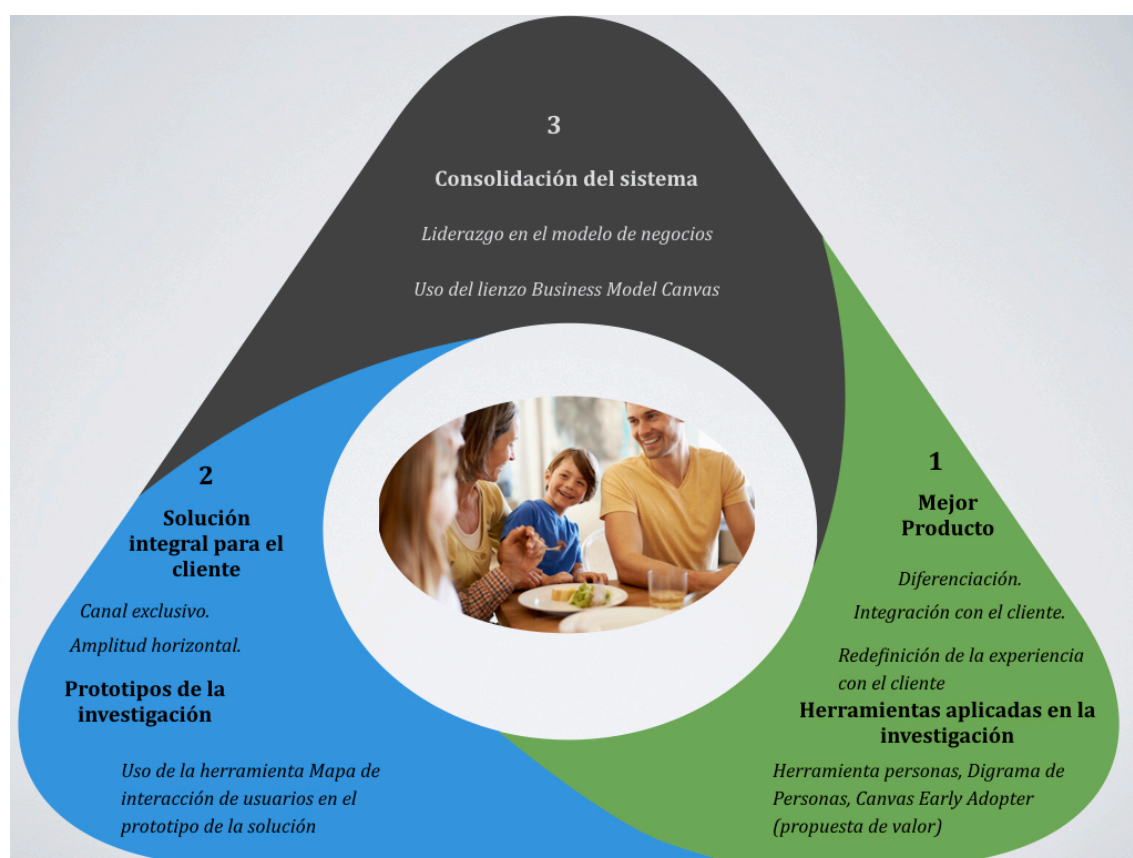 3
Consolidación del sistema
Liderazgo en el modelo de negocios
Uso del lienzo Business Model Canvas
2
Solución
integral para el
cliente
Canal exclusivo.
Amplitud horizontal.
Prototipos de la
investigación
Uso de la herramienta Mapa de
interacción de usuarios en el
prototipo de la solución
1
Mejor
Producto
Diferenciación.
Integración con el cliente.
Redefinición de la experiencia
con el cliente
Herramientas aplicadas en la
investigación
Herramienta personas, Digrama de
Personas, Canvas Early Adopter
(propuesta de valor)